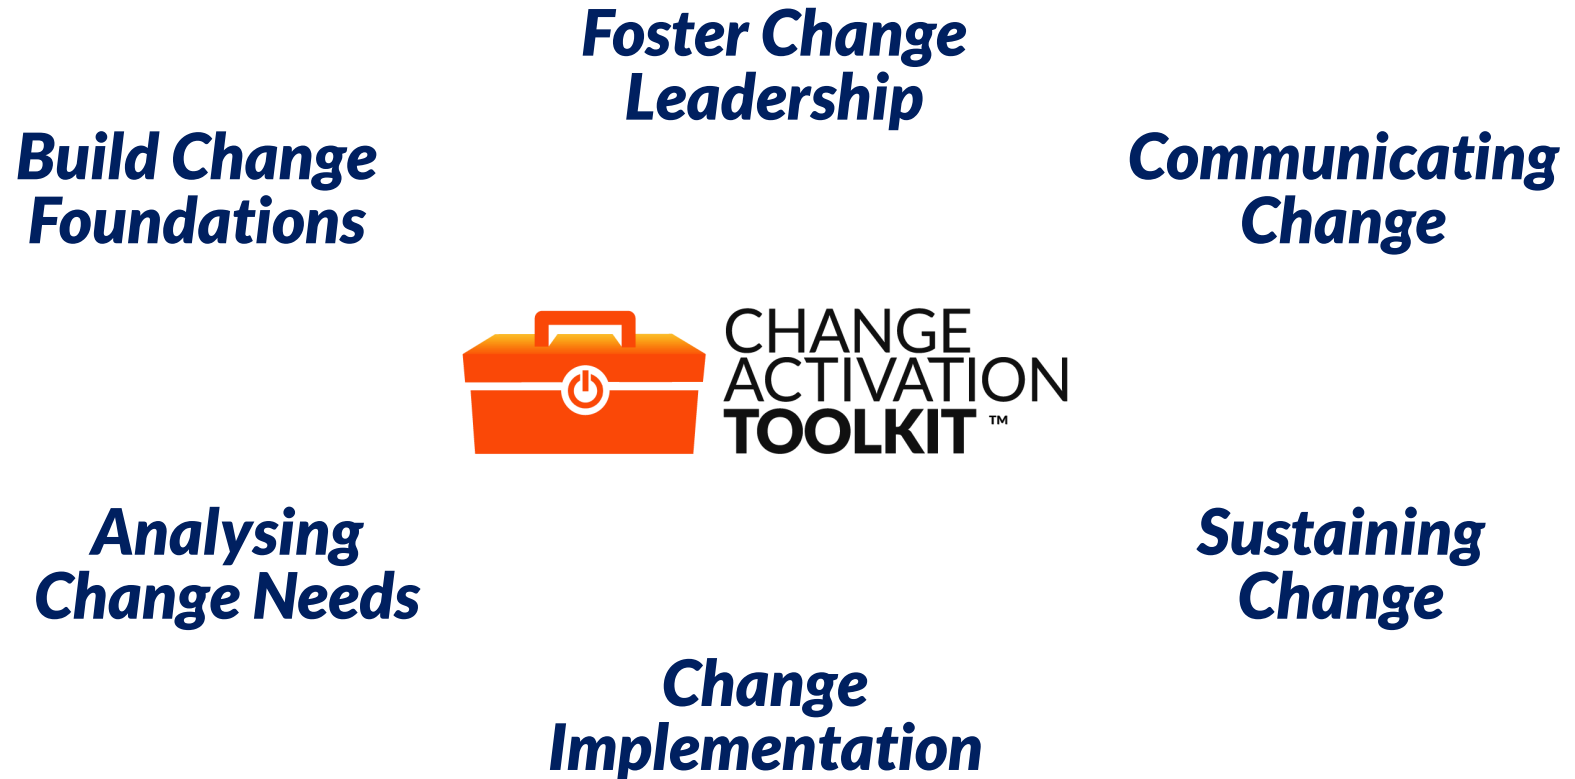 Foster Change
Leadership
Build Change
Foundations
Communicating
Change
CHANGE
ACTIVATION
TOOLKIT ™
Analysing
Change Needs
Sustaining
Change
Change
Implementation